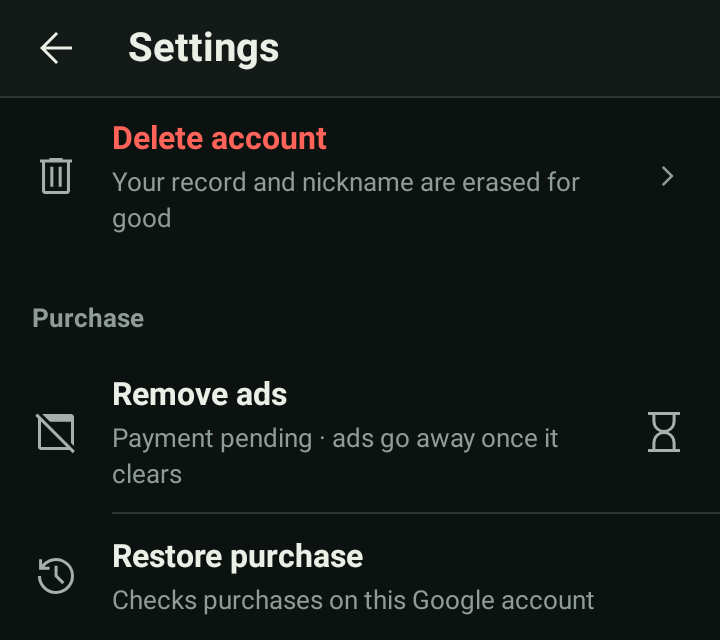 Settings
Delete account
Your record and nickname are erased for
good
Purchase
Remove ads
Payment pending · ads go away once it
clears
Restore purchase
Checks purchases on this Google account